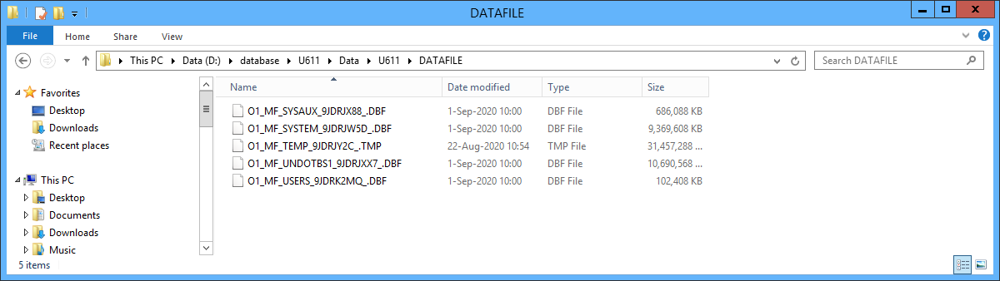 DATAFILE
File Home Share View
This PC Data (D:) database U611 Data U611 DATAFILE
Search DATAFILE
Name Date modified Type Size
O1_MF_SYSAUX_9JDRJX88_.DBF 1-Sep-2020 10:00 DBF File 686,088 KB
O1_MF_SYSTEM_9JDRJW5D_.DBF 1-Sep-2020 10:00 DBF File 9,369,608 KB
O1_MF_TEMP_9JDRJY2C_.TMP 22-Aug-2020 10:54 TMP File 31,457,288 ...
O1_MF_UNDOTBS1_9JDRJXX7_.DBF 1-Sep-2020 10:00 DBF File 10,690,568 ...
O1_MF_USERS_9JDRK2MQ_.DBF 1-Sep-2020 10:00 DBF File 102,408 KB
Favorites
Desktop
Downloads
Recent places
This PC
Desktop
Documents
Downloads
Music
5 items